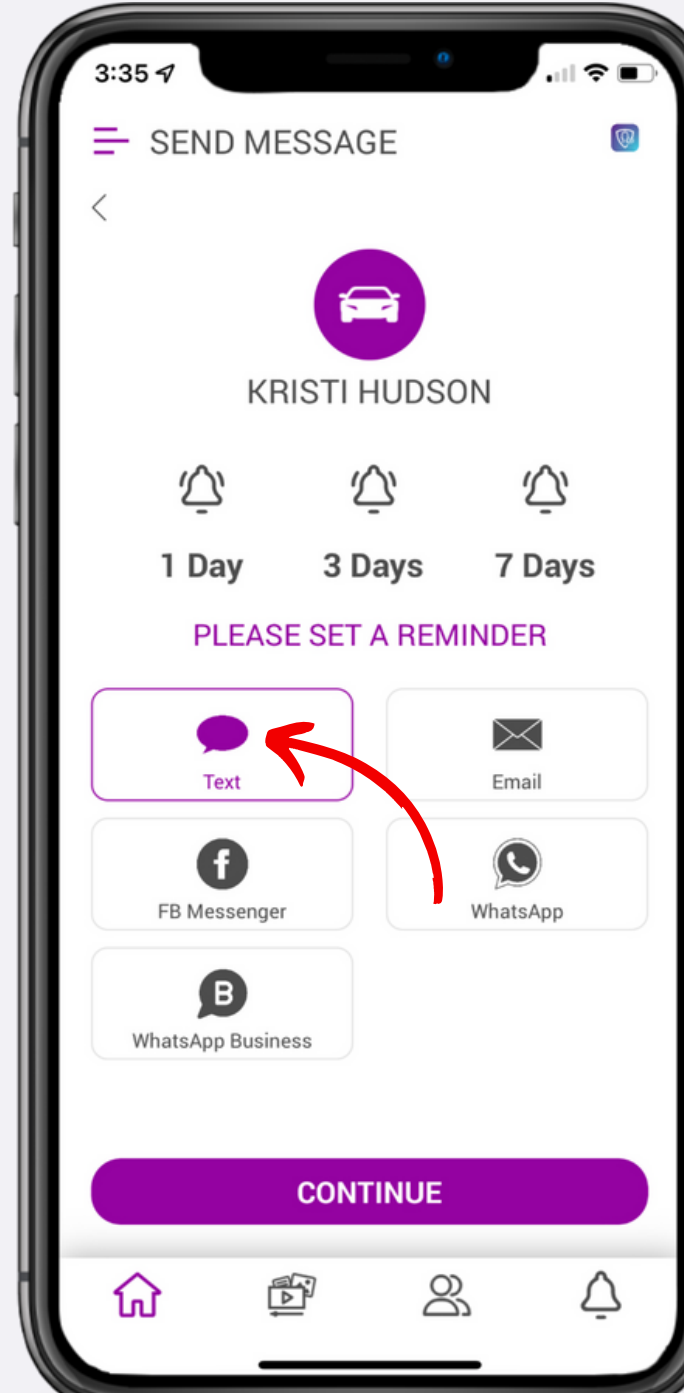 3:35
SEND MESSAGE
KRISTI HUDSON
1 Day 3 Days 7 Days
PLEASE SET A REMINDER
Text Email
FB Messenger WhatsApp
WhatsApp Business
CONTINUE